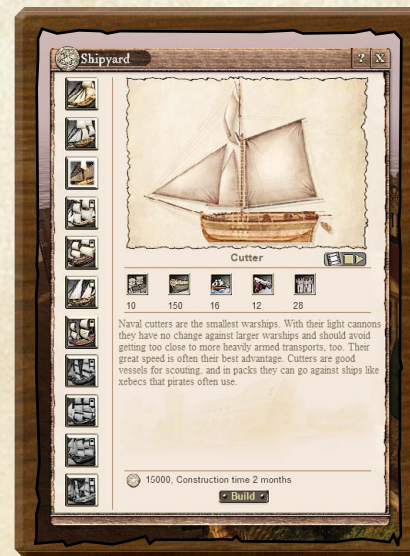 Shipyard
? X
Cutter
10 150 16 12 28
Naval cutters are the smallest warships. With their light cannons
they have no change against larger warships and should avoid
getting too close to more heavily armed transports, too. Their
great speed is often their best advantage. Cutters are good
vessels for scouting, and in packs they can go against ships like
xebecs that pirates often use.
15000, Construction time 2 months
Build